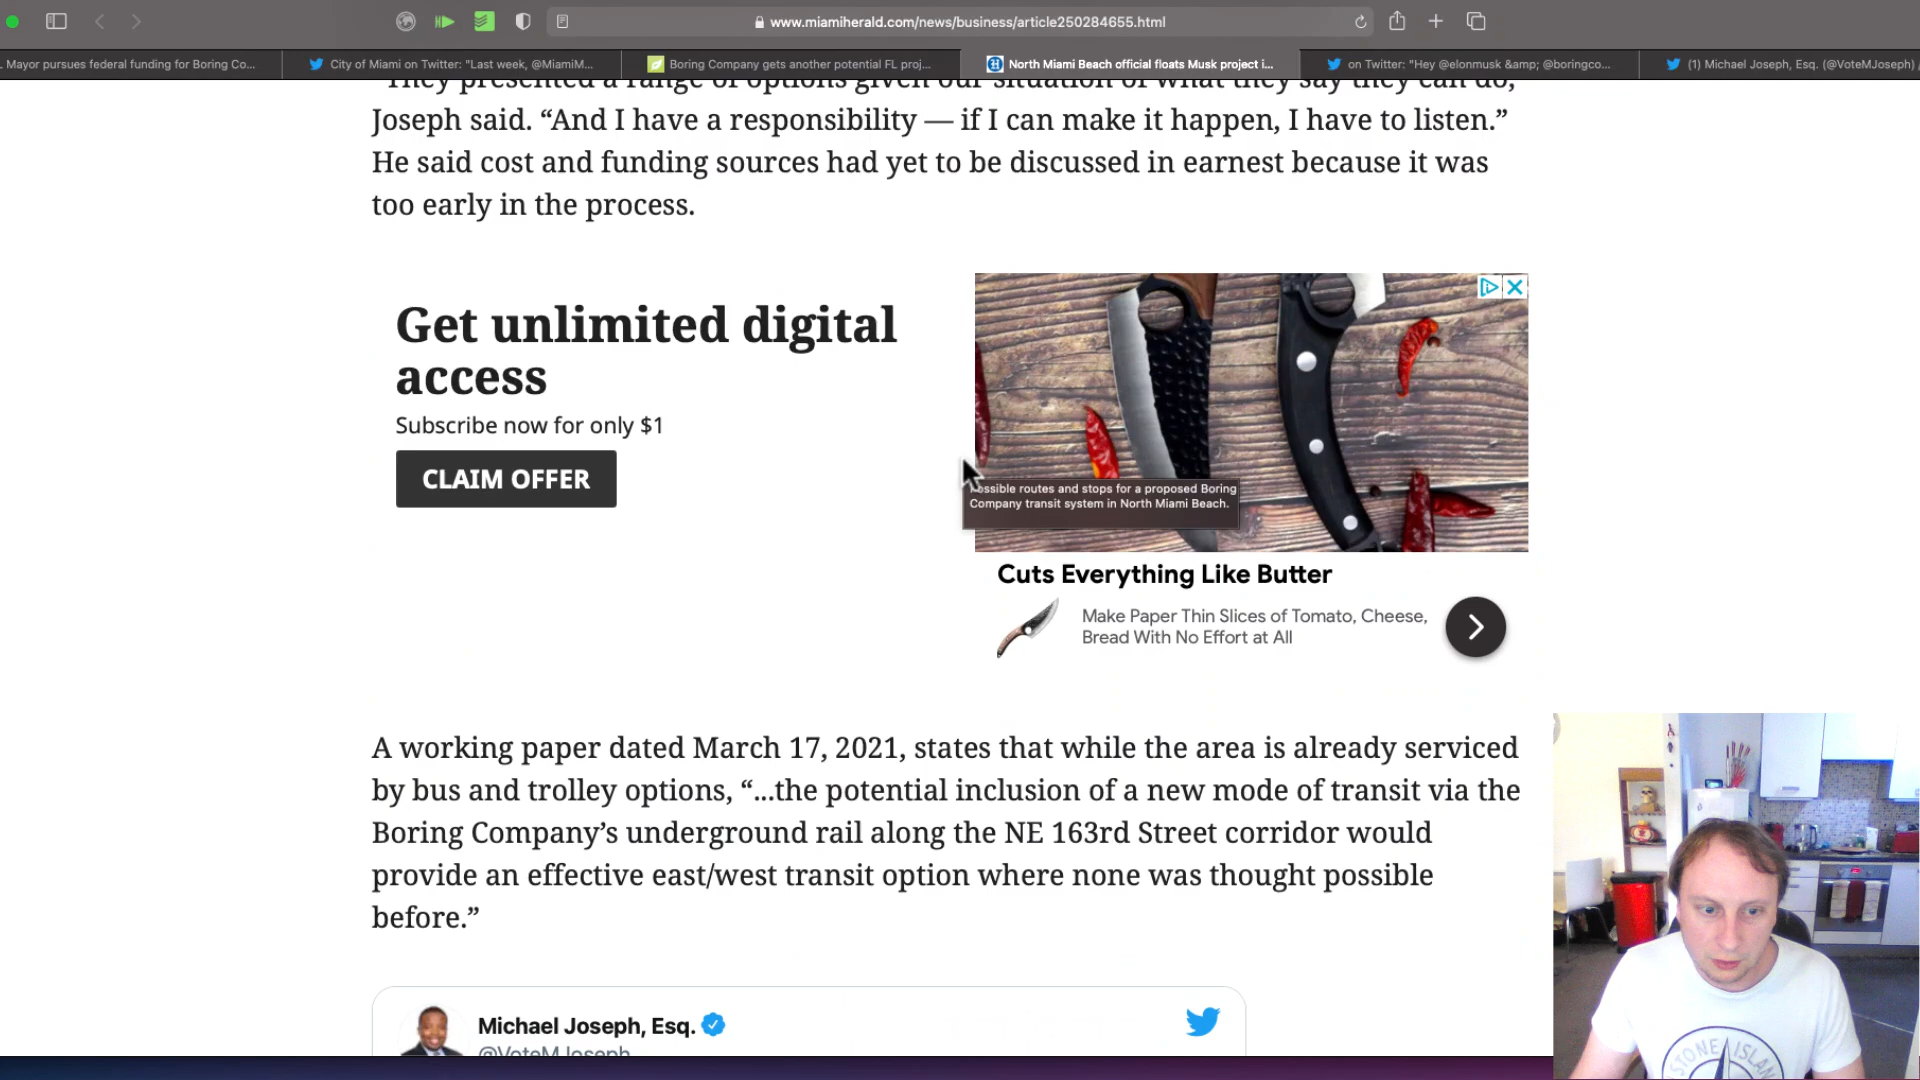 www.miamiherald.com/news/business/article250284655.html
Mayor pursues federal funding for Boring Co...
City of Miami on Twitter: "Last week, @MiamiM...
Boring Company gets another potential FL proj...
North Miami Beach official floats Musk project i...
on Twitter: "Hey @elonmusk &amp; @boringco...
(1) Michael Joseph, Esq. (@VoteMJoseph)
"They presented a range of options given our situation of what they say they can do,
Joseph said. “And I have a responsibility — if I can make it happen, I have to listen.”
He said cost and funding sources had yet to be discussed in earnest because it was
too early in the process.
Get unlimited digital
access
Subscribe now for only $1
CLAIM OFFER
Possible routes and stops for a proposed Boring
Company transit system in North Miami Beach.
Cuts Everything Like Butter
Make Paper Thin Slices of Tomato, Cheese,
Bread With No Effort at All
A working paper dated March 17, 2021, states that while the area is already serviced
by bus and trolley options, “...the potential inclusion of a new mode of transit via the
Boring Company’s underground rail along the NE 163rd Street corridor would
provide an effective east/west transit option where none was thought possible
before.”
Michael Joseph, Esq.
@VoteMJoseph
STONE ISLAND